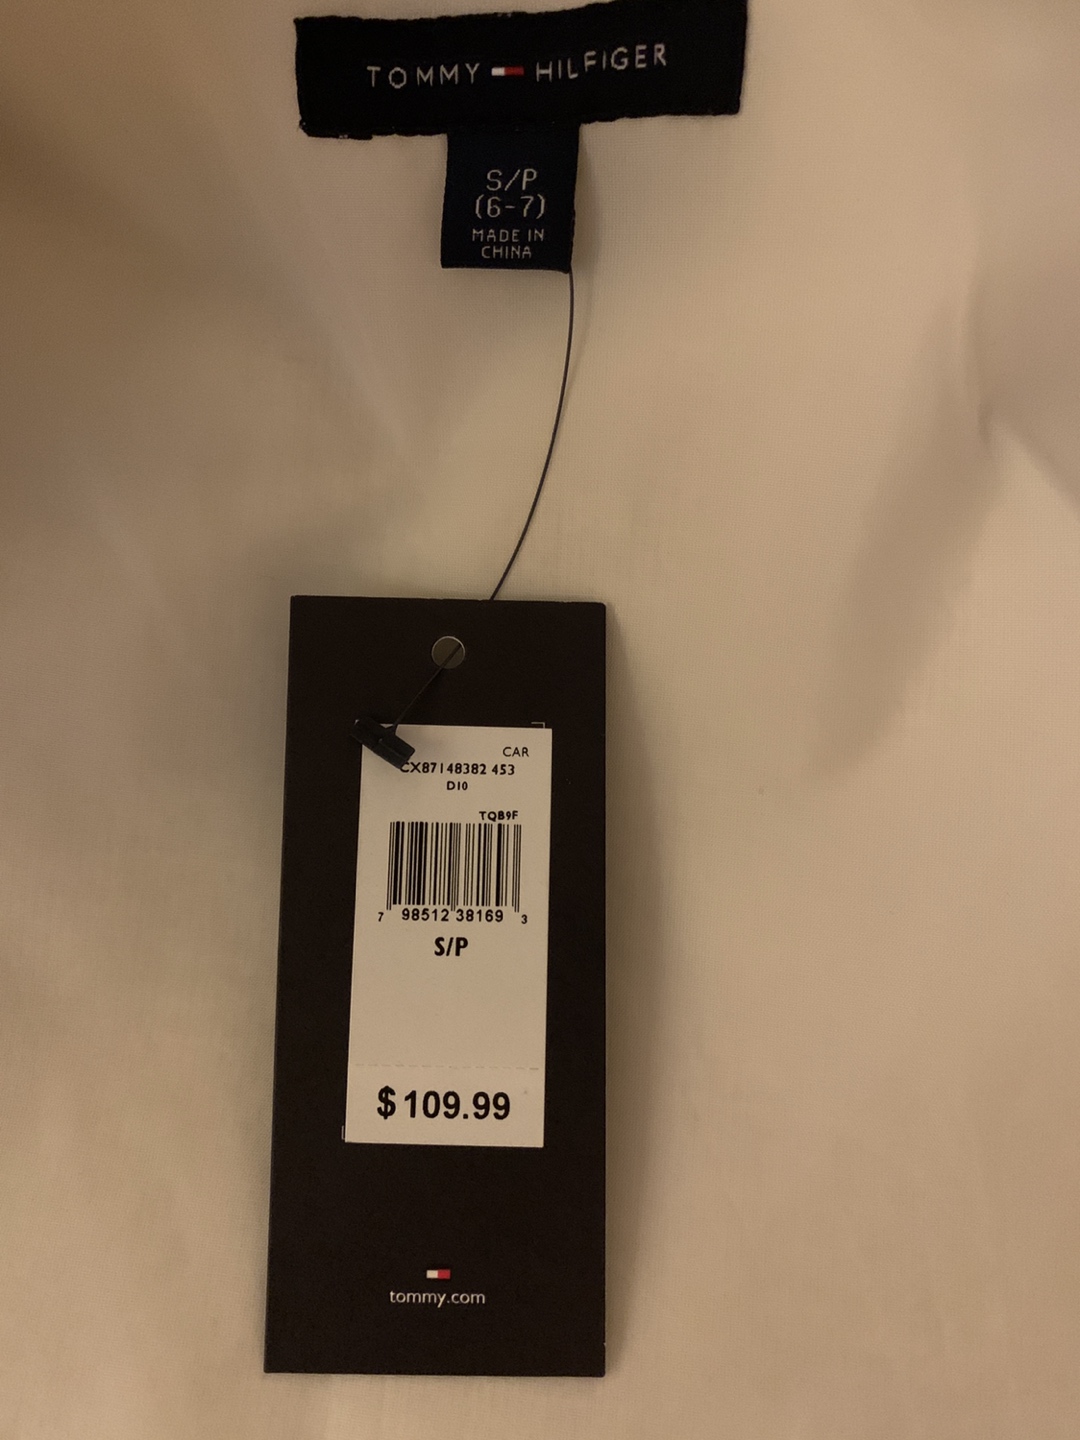 TOMMY HILFIGER
S/P
(6-7)
MADE IN
CHINA
CAR
CX87148382 453
D10
TQB9F
7 98512 38169 3
S/P
$109.99
tommy.com